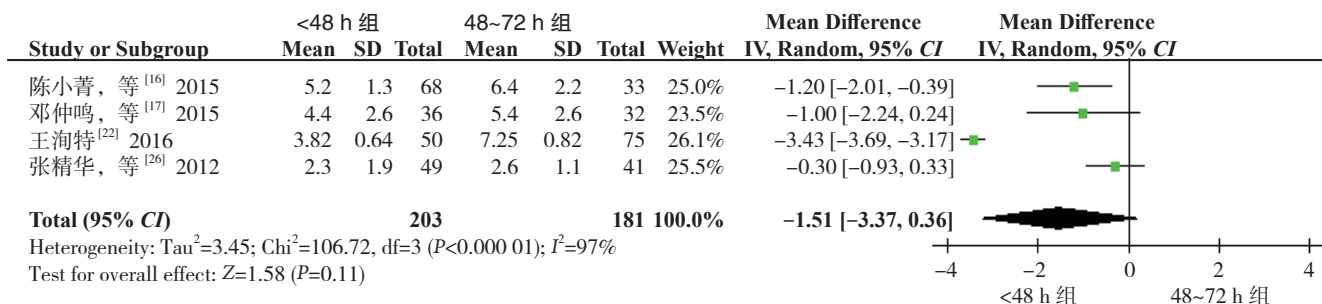 <48 h 组 48~72 h 组 Mean Difference Mean Difference
Study or Subgroup Mean SD Total Mean SD Total Weight IV, Random, 95% CI IV, Random, 95% CI
陈小菁，等 [16] 2015 5.2 1.3 68 6.4 2.2 33 25.0% −1.20 [−2.01, −0.39]
邓仲鸣，等 [17] 2015 4.4 2.6 36 5.4 2.6 32 23.5% −1.00 [−2.24, 0.24]
王洵特[22] 2016 3.82 0.64 50 7.25 0.82 75 26.1% −3.43 [−3.69, −3.17]
张精华，等 [26] 2012 2.3 1.9 49 2.6 1.1 41 25.5% −0.30 [−0.93, 0.33]
Total (95% CI) 203 181 100.0% −1.51 [−3.37, 0.36]
Heterogeneity: Tau²=3.45; Chi²=106.72, df=3 (P<0.000 01); I²=97%
Test for overall effect: Z=1.58 (P=0.11)
−4 −2 0 2 4
<48 h 组 48~72 h 组